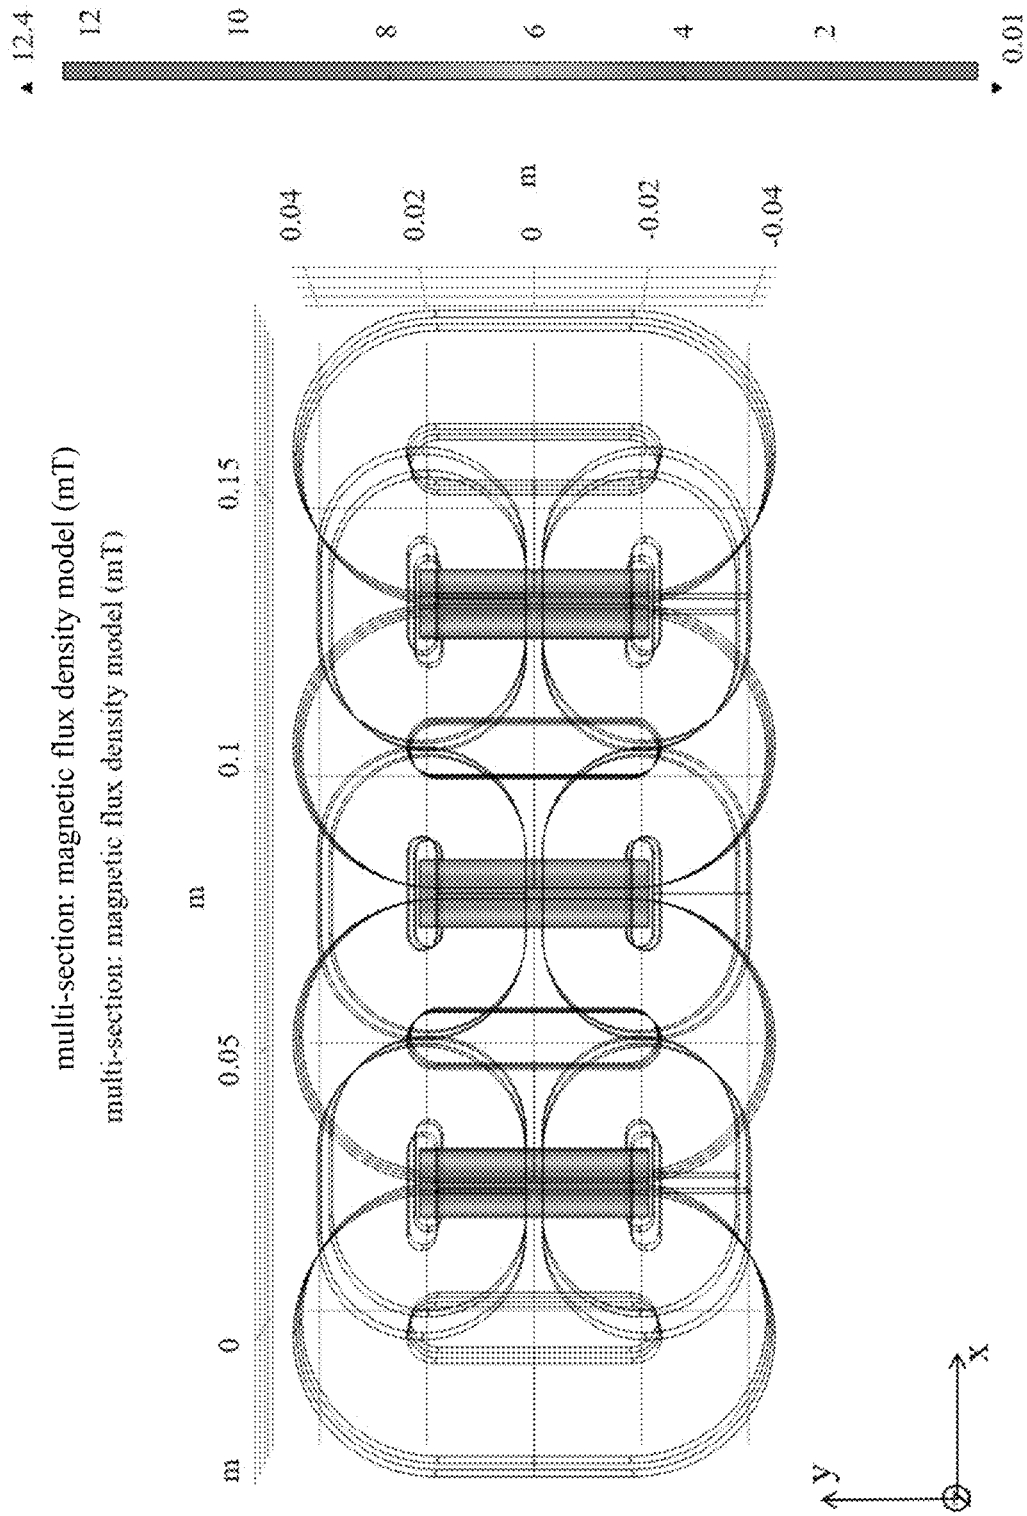 multi-section: magnetic flux density model (mT)
multi-section: magnetic flux density model (mT)
m
0
0.05
m
0.1
0.15
0.04
0.02
0
m
-0.02
-0.04
▲ 12.4
12
10
8
6
4
2
▼ 0.01
y
x